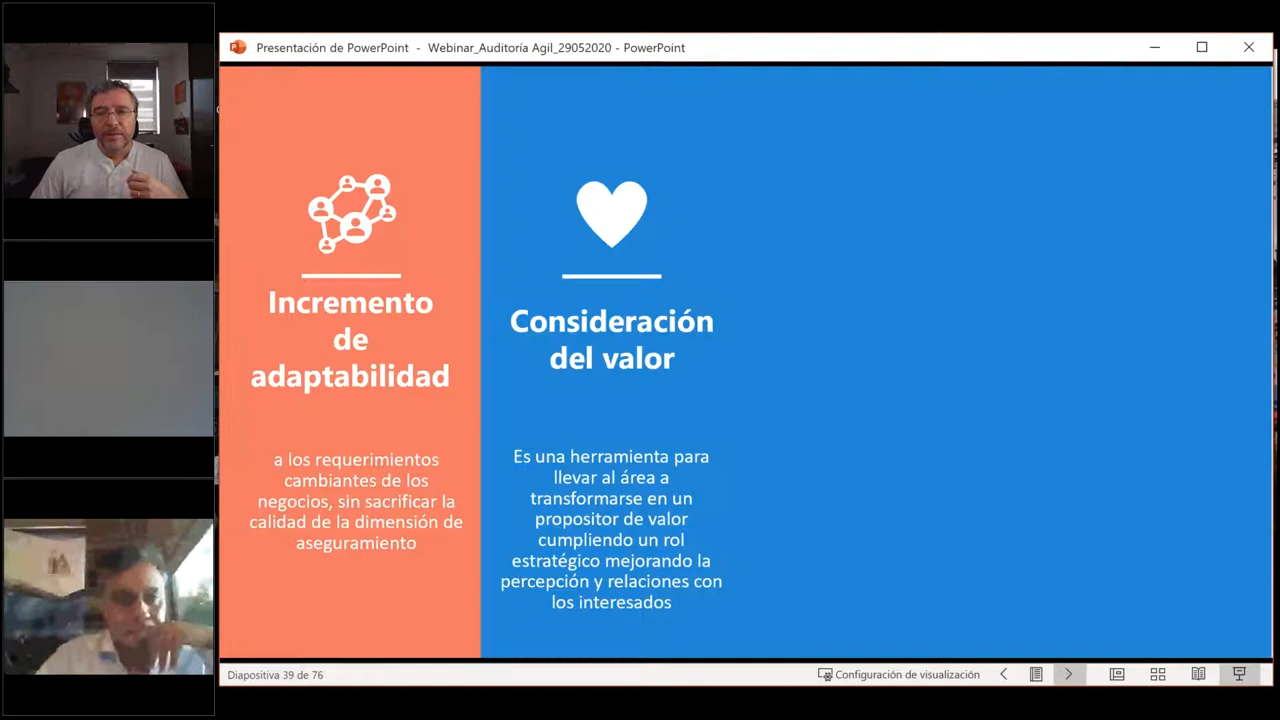 Presentación de PowerPoint - Webinar_Auditoría Agil_29052020 - PowerPoint
Incremento
de
adaptabilidad
a los requerimientos
cambiantes de los
negocios, sin sacrificar la
calidad de la dimensión de
aseguramiento
Consideración
del valor
Es una herramienta para
llevar al área a
transformarse en un
propositor de valor
cumpliendo un rol
estratégico mejorando la
percepción y relaciones con
los interesados
Diapositiva 39 de 76
Configuración de visualización